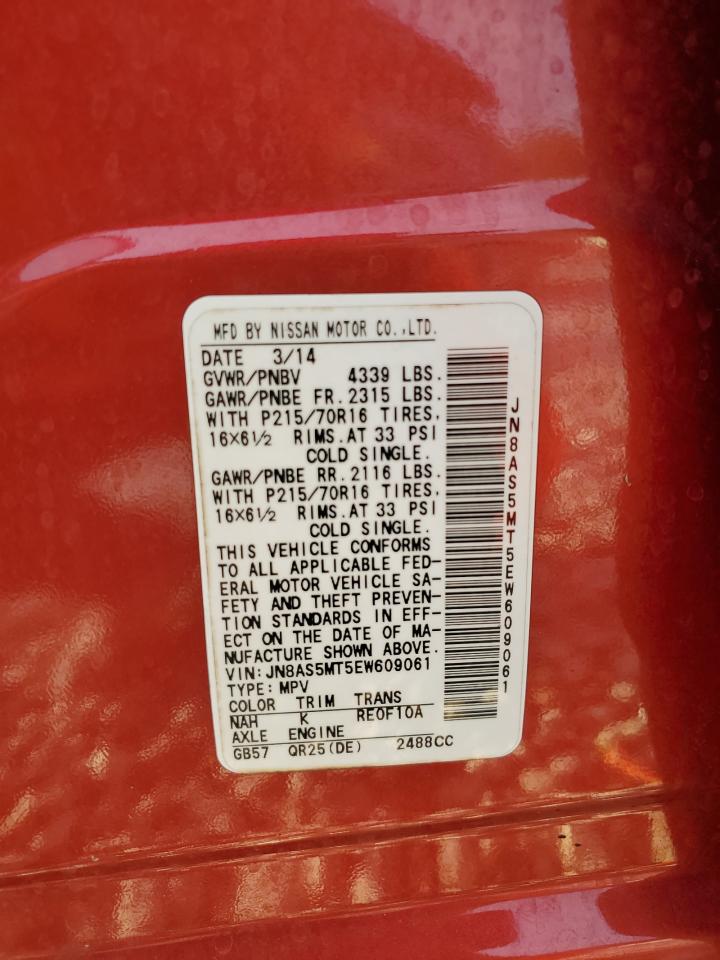 MFD BY NISSAN MOTOR CO.,LTD.
DATE 3/14
GVWR/PNBV 4339 LBS.
GAWR/PNBE FR. 2315 LBS.
WITH P215/70R16 TIRES,
16X6½ RIMS. AT 33 PSI
COLD SINGLE.
GAWR/PNBE RR. 2116 LBS.
WITH P215/70R16 TIRES,
16X6½ RIMS. AT 33 PSI
COLD SINGLE.
THIS VEHICLE CONFORMS
TO ALL APPLICABLE FED-
ERAL MOTOR VEHICLE SA-
FETY AND THEFT PREVEN-
TION STANDARDS IN EFF-
ECT ON THE DATE OF MA-
NUFACTURE SHOWN ABOVE.
VIN: JN8AS5MT5EW609061
TYPE: MPV
COLOR TRIM TRANS
NAH K RE0F10A
AXLE ENGINE
GB57 QR25(DE) 2488CC
JN8AS5MT5EW609061